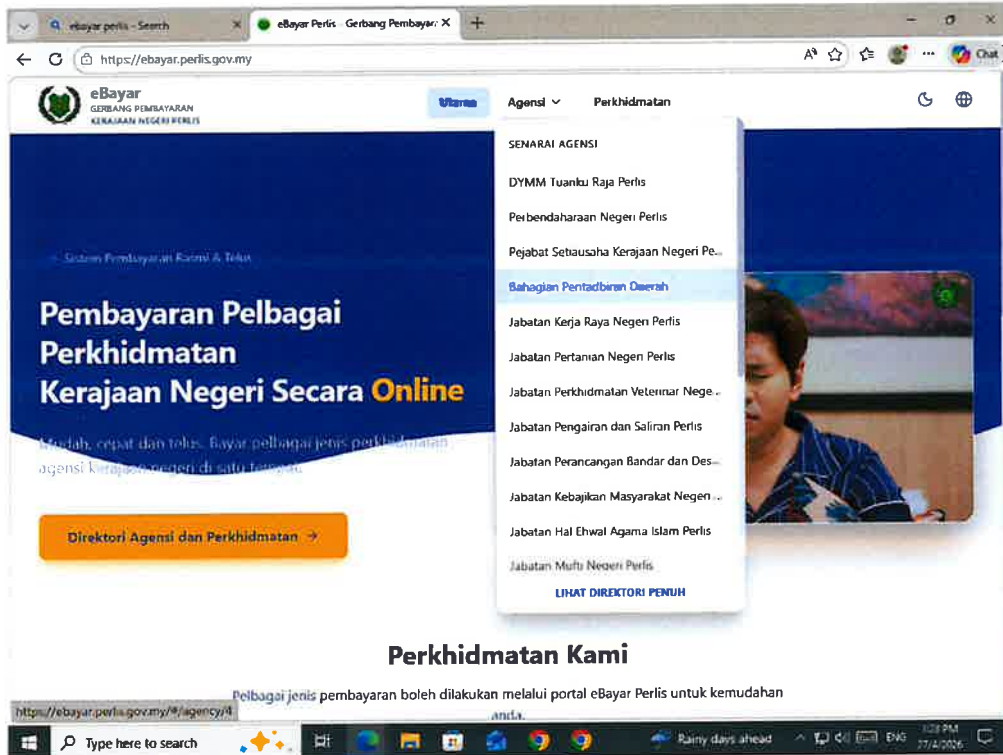 ebayar perlis - Search
eBayar Perlis - Gerbang Pembayar
https://ebayar.perlis.gov.my
Chat
eBayar
GERBANG PEMBAYARAN
KERAJAAN NEGERI PERLIS
Utama
Agensi
Perkhidmatan
SENARAI AGENSI
DYMM Tuanku Raja Perlis
Perbendaharaan Negeri Perlis
Pejabat Setiausaha Kerajaan Negeri Pe...
Bahagian Pentadbiran Daerah
Jabatan Kerja Raya Negeri Perlis
Jabatan Pertanian Negeri Perlis
Jabatan Perkhidmatan Veterinar Nege...
Jabatan Pengairan dan Saliran Perlis
Jabatan Perancangan Bandar dan Des...
Jabatan Kebajikan Masyarakat Negeri ...
Jabatan Hal Ehwal Agama Islam Perlis
Jabatan Mufti Negeri Perlis
LIHAT DIREKTORI PENUH
Sistem Pembayaran Rasmi & Telus
Pembayaran Pelbagai
Perkhidmatan
Kerajaan Negeri Secara Online
Mudah, cepat dan telus. Bayar pelbagai jenis perkhidmatan
agensi kerajaan negeri di satu
Direktori Agensi dan Perkhidmatan →
Perkhidmatan Kami
Pelbagai jenis pembayaran boleh dilakukan melalui portal eBayar Perlis untuk kemudahan
anda.
https://ebayar.perlis.gov.my/#/agency/4
Type here to search
Rainy days ahead
ENG
PM